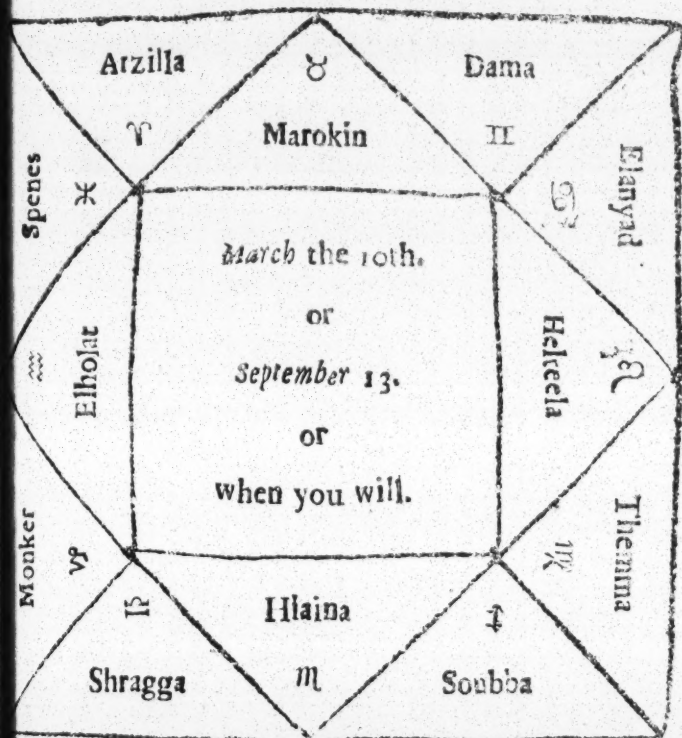 Arzilla
♉
Dama
♈
Marokin
♊
Spenes
♓
Elanyad
♋
March the 10th.
or
September 13.
or
when you will.
Elholat
♒
Helreela
♌
Monker
♑
Themma
♍
♎
Hlaina
♐
Shragga
♏
Soubba